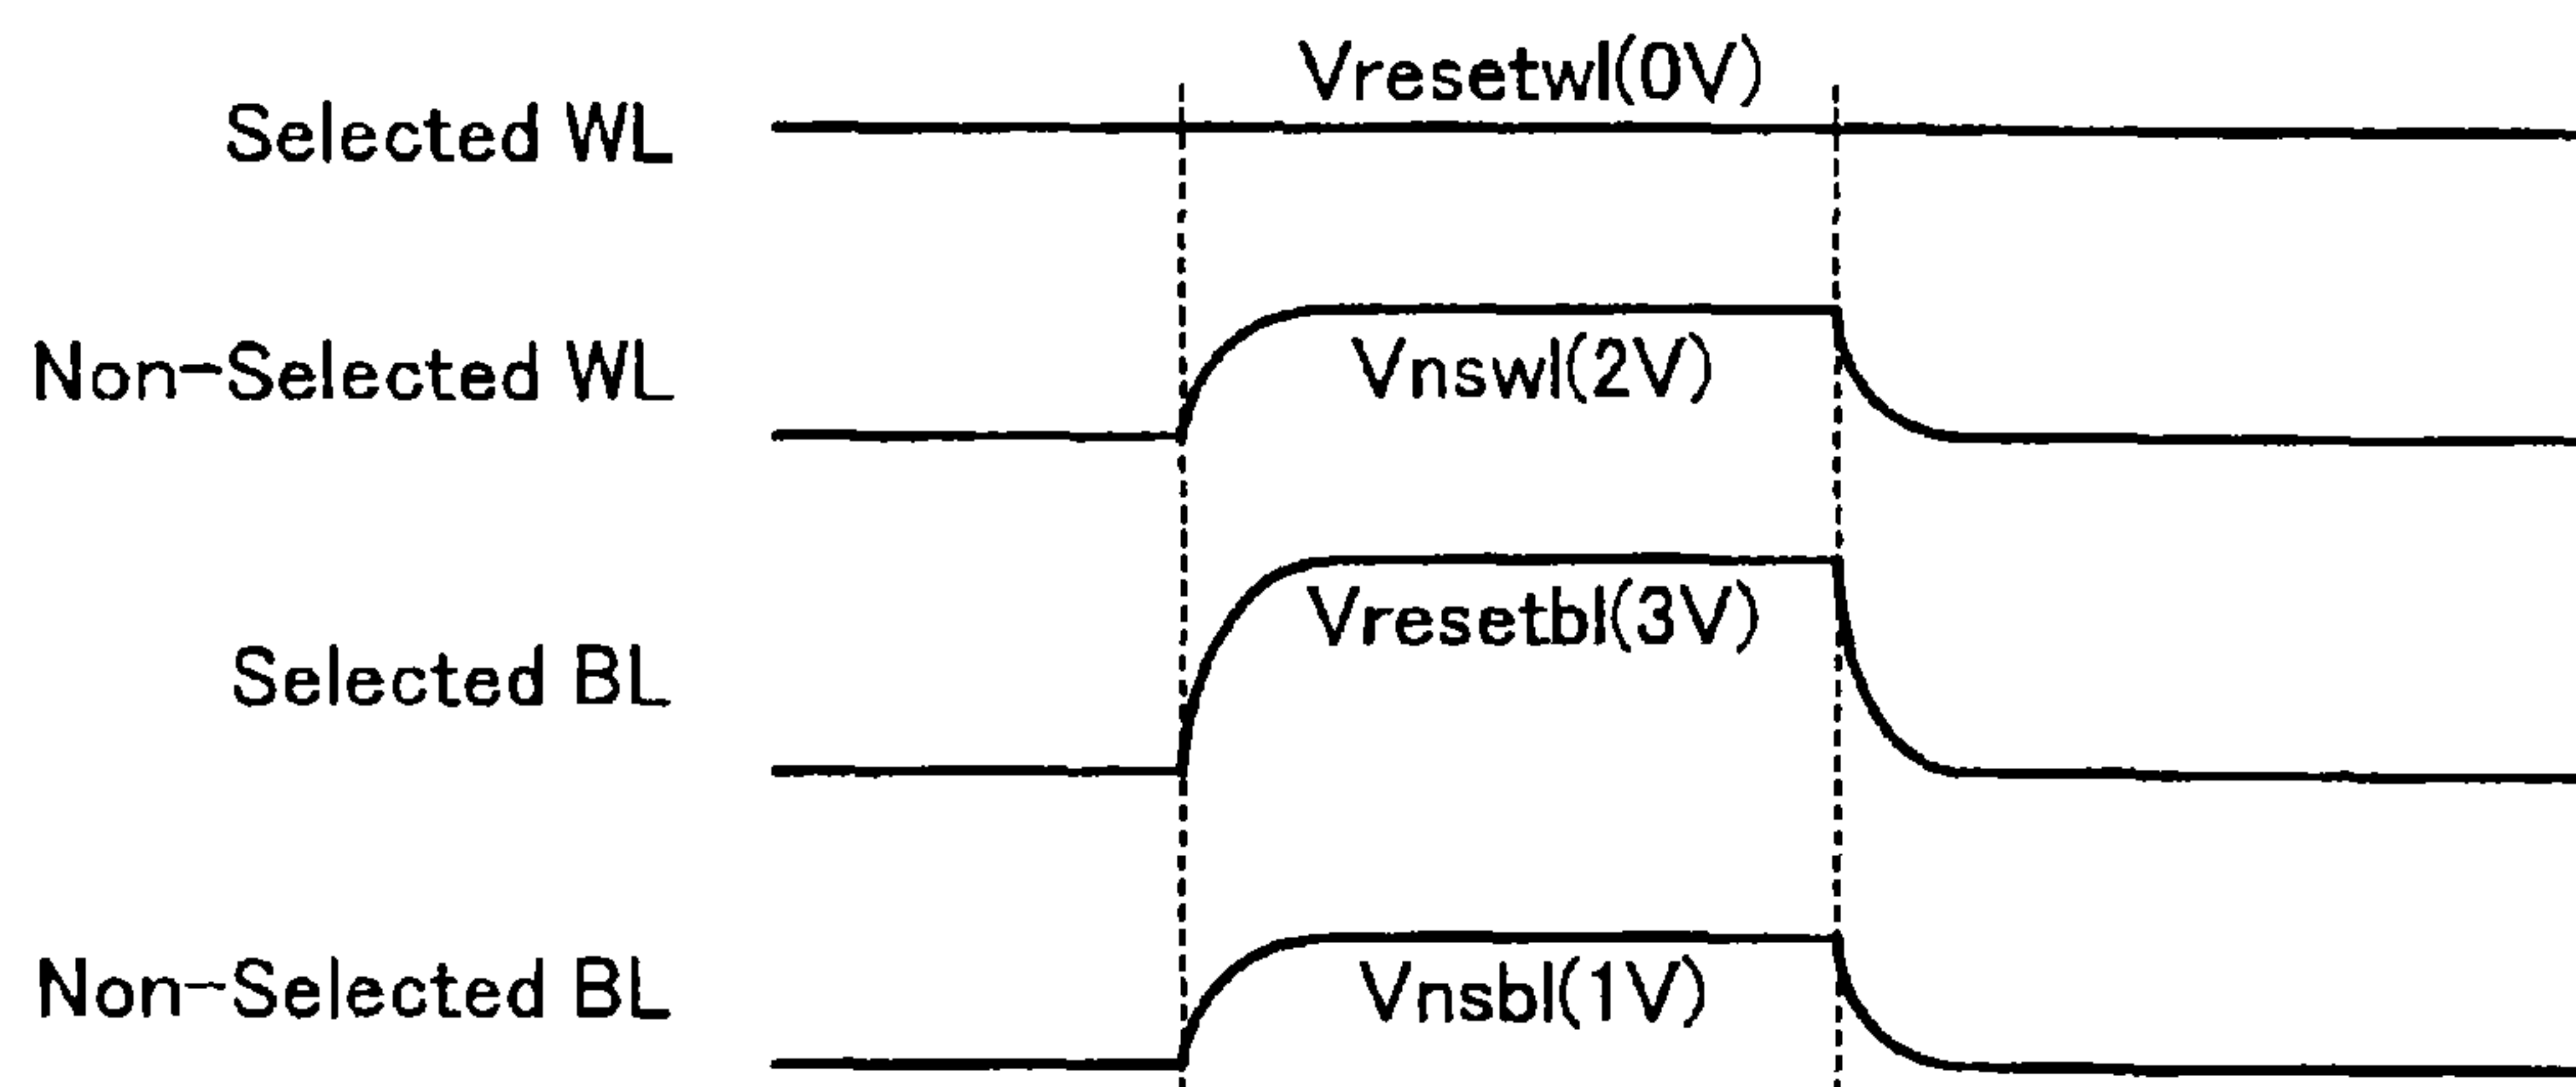 Vresetwl(0V)
Selected WL
Non-Selected WL
Vnswl(2V)
Vresetbl(3V)
Selected BL
Non-Selected BL
Vnsbl(1V)